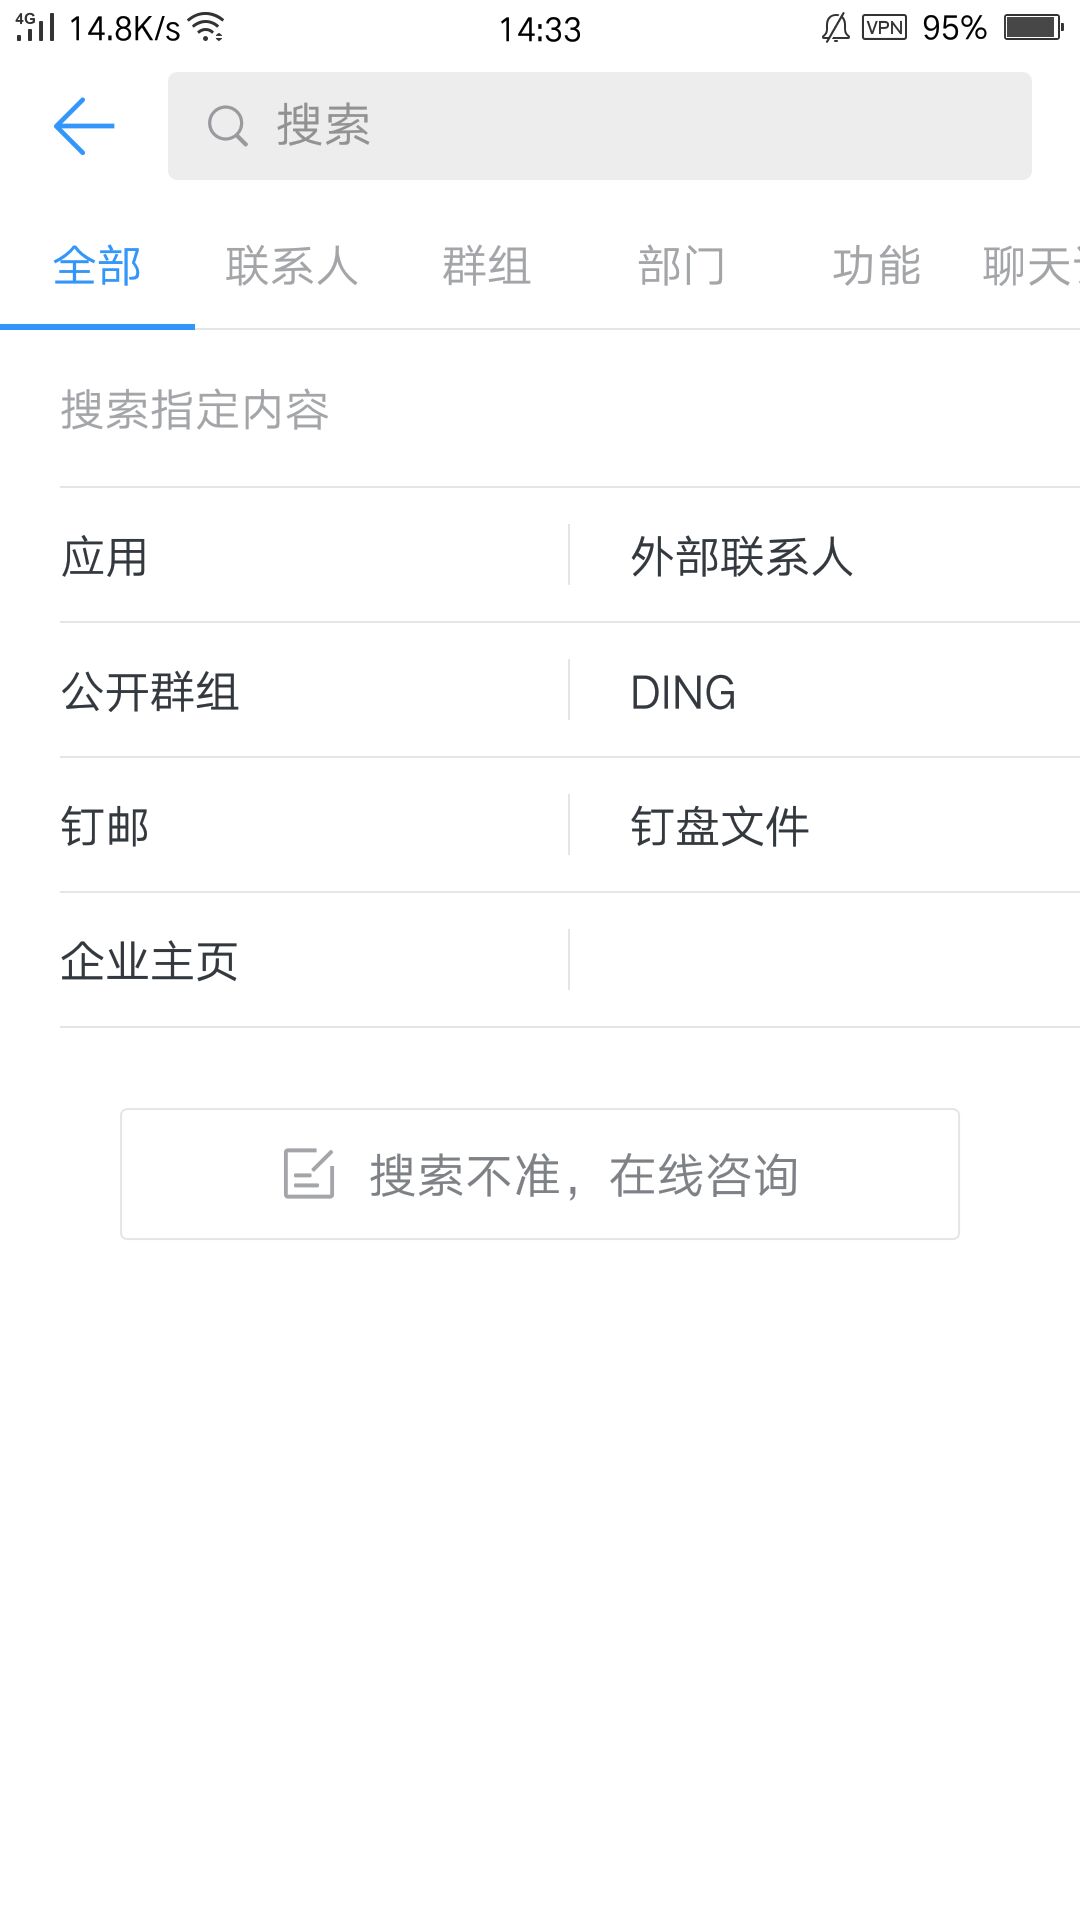 4G 14.8K/s 14:33 VPN 95%
搜索
全部 联系人 群组 部门 功能 聊天
搜索指定内容
应用 外部联系人
公开群组 DING
钉邮 钉盘文件
企业主页
搜索不准，在线咨询